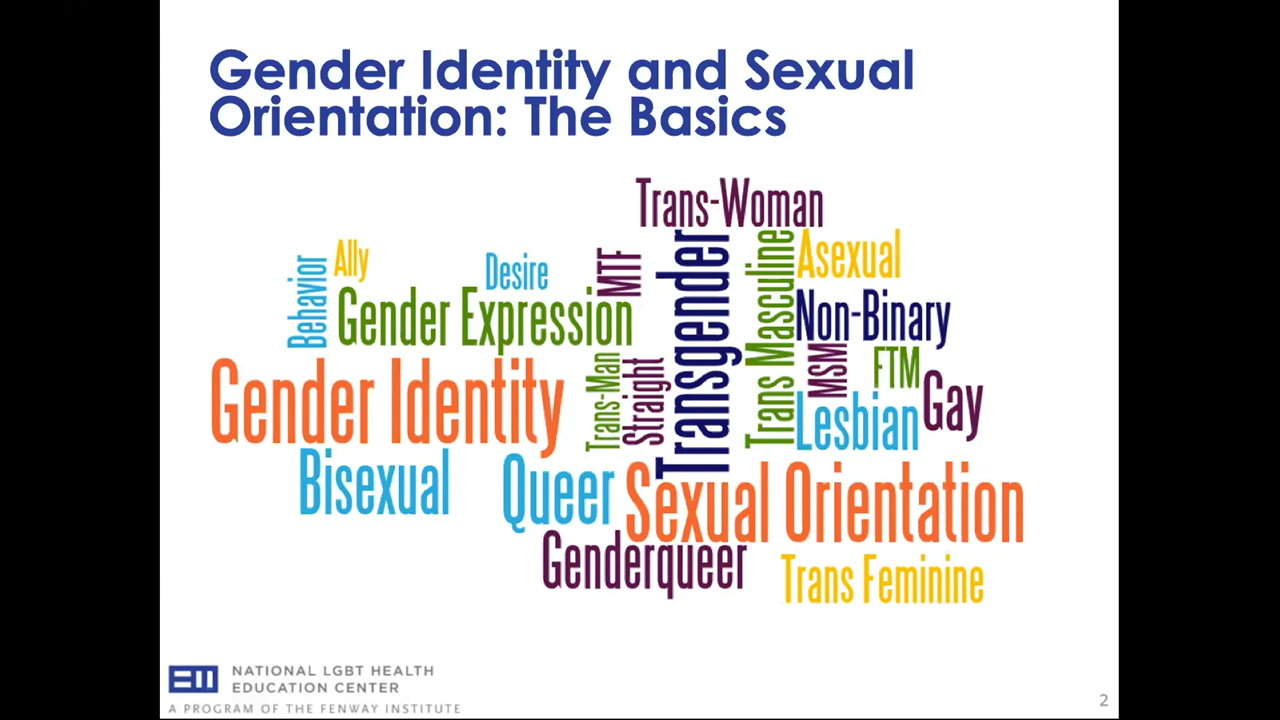 Gender Identity and Sexual
Orientation: The Basics
Trans-Woman
Ally
Behavior
Desire
MTF
Transgender
Trans Masculine
Asexual
Gender Expression
Non-Binary
Trans-Man
Straight
MSM
FTM
Gender Identity
Lesbian
Gay
Bisexual
Queer
Sexual Orientation
Genderqueer
Trans Feminine
NATIONAL LGBT HEALTH
EDUCATION CENTER
A PROGRAM OF THE FENWAY INSTITUTE
2